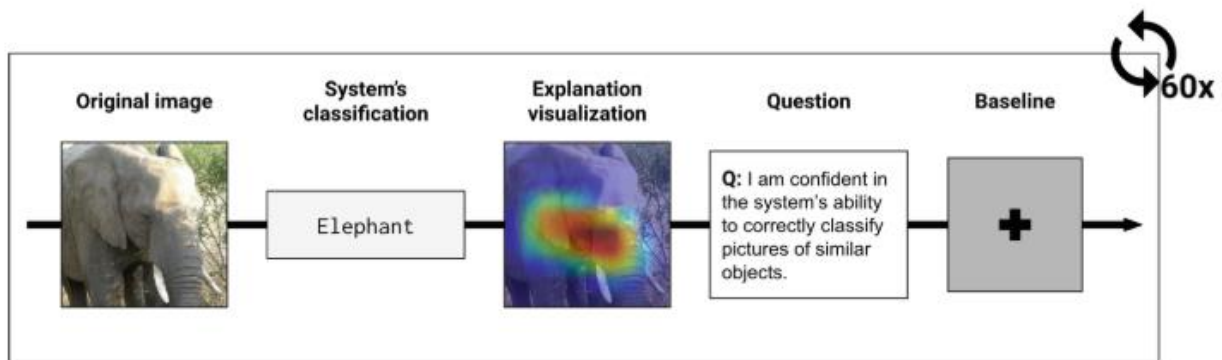 Original image
System's
classification
Explanation
visualization
Question
Baseline
60x
Elephant
Q: I am confident in
the system's ability
to correctly classify
pictures of similar
objects.